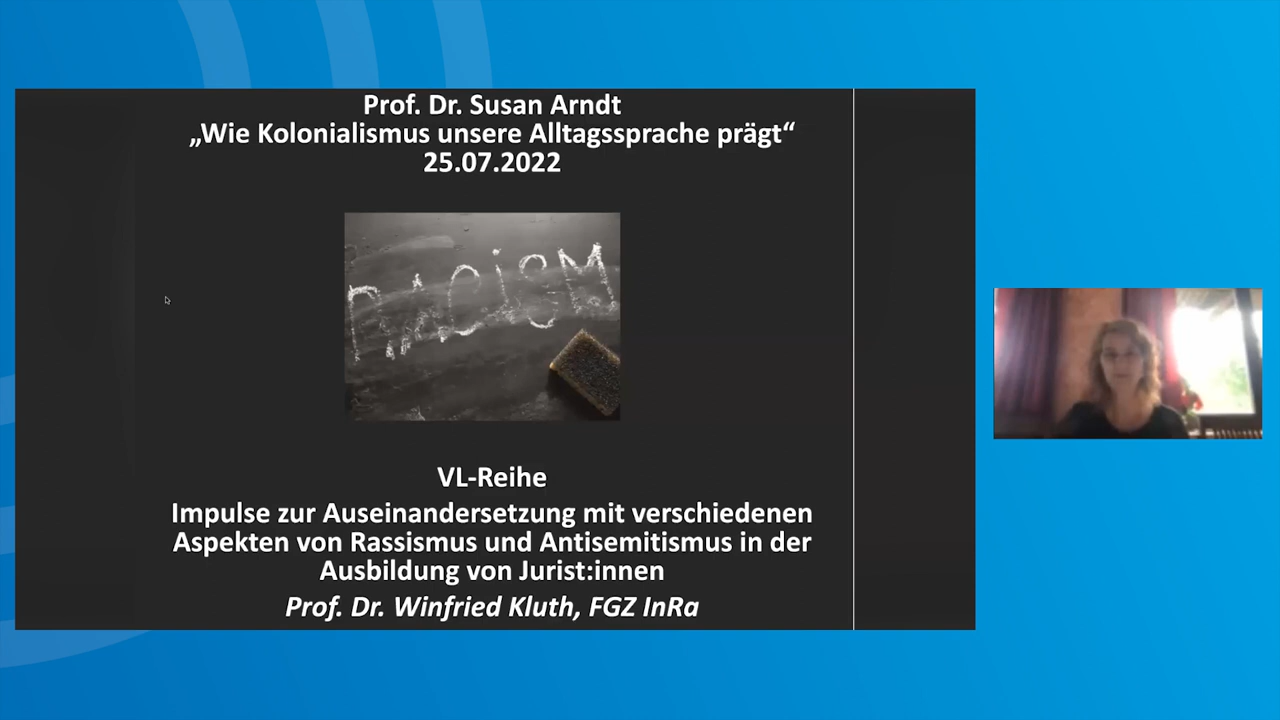 Prof. Dr. Susan Arndt
„Wie Kolonialismus unsere Alltagssprache prägt“
25.07.2022
RACiSM
VL-Reihe
Impulse zur Auseinandersetzung mit verschiedenen
Aspekten von Rassismus und Antisemitismus in der
Ausbildung von Jurist:innen
Prof. Dr. Winfried Kluth, FGZ InRa